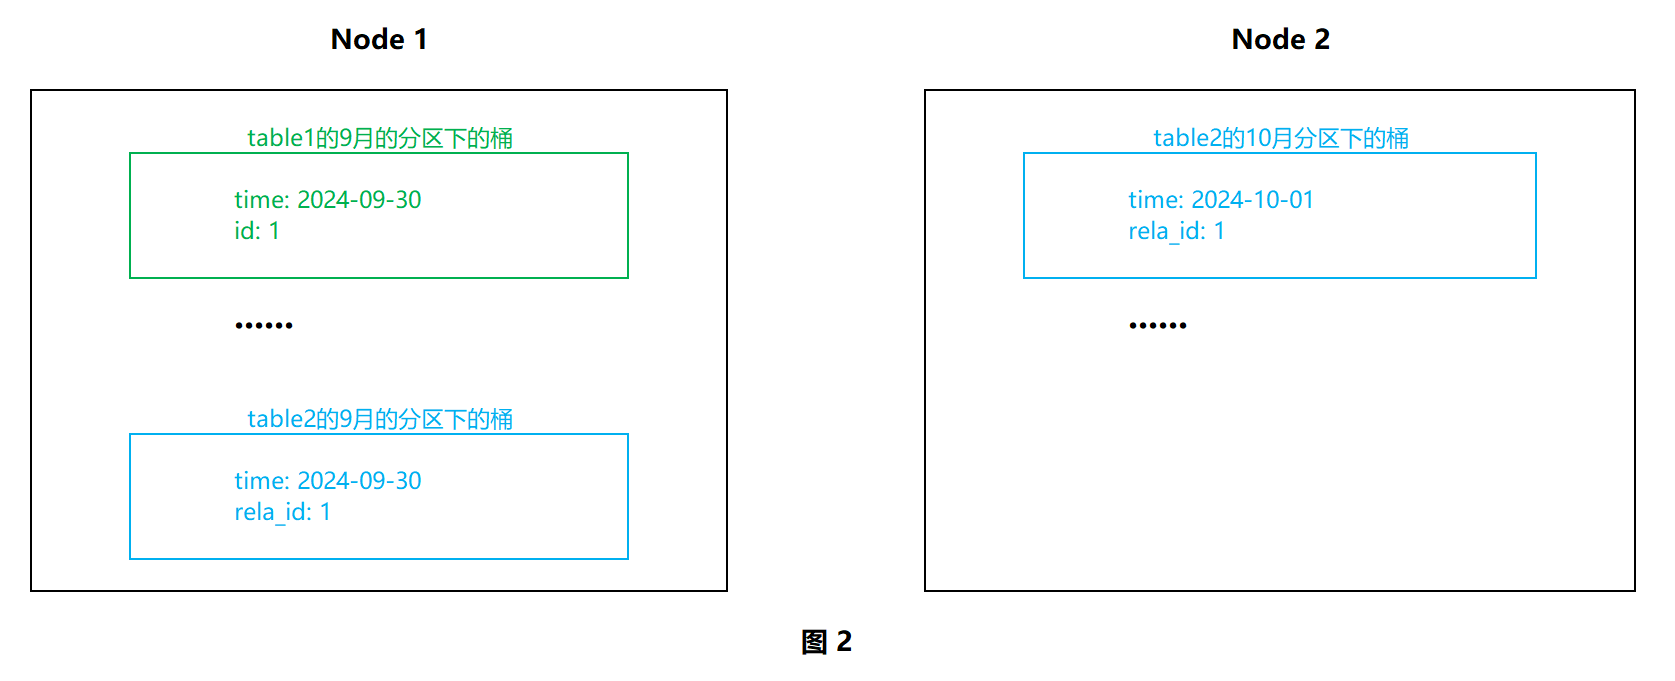 Node 1
table1的9月的分区下的桶
time: 2024-09-30
id: 1
......
table2的9月的分区下的桶
time: 2024-09-30
rela_id: 1
Node 2
table2的10月分区下的桶
time: 2024-10-01
rela_id: 1
......
图 2